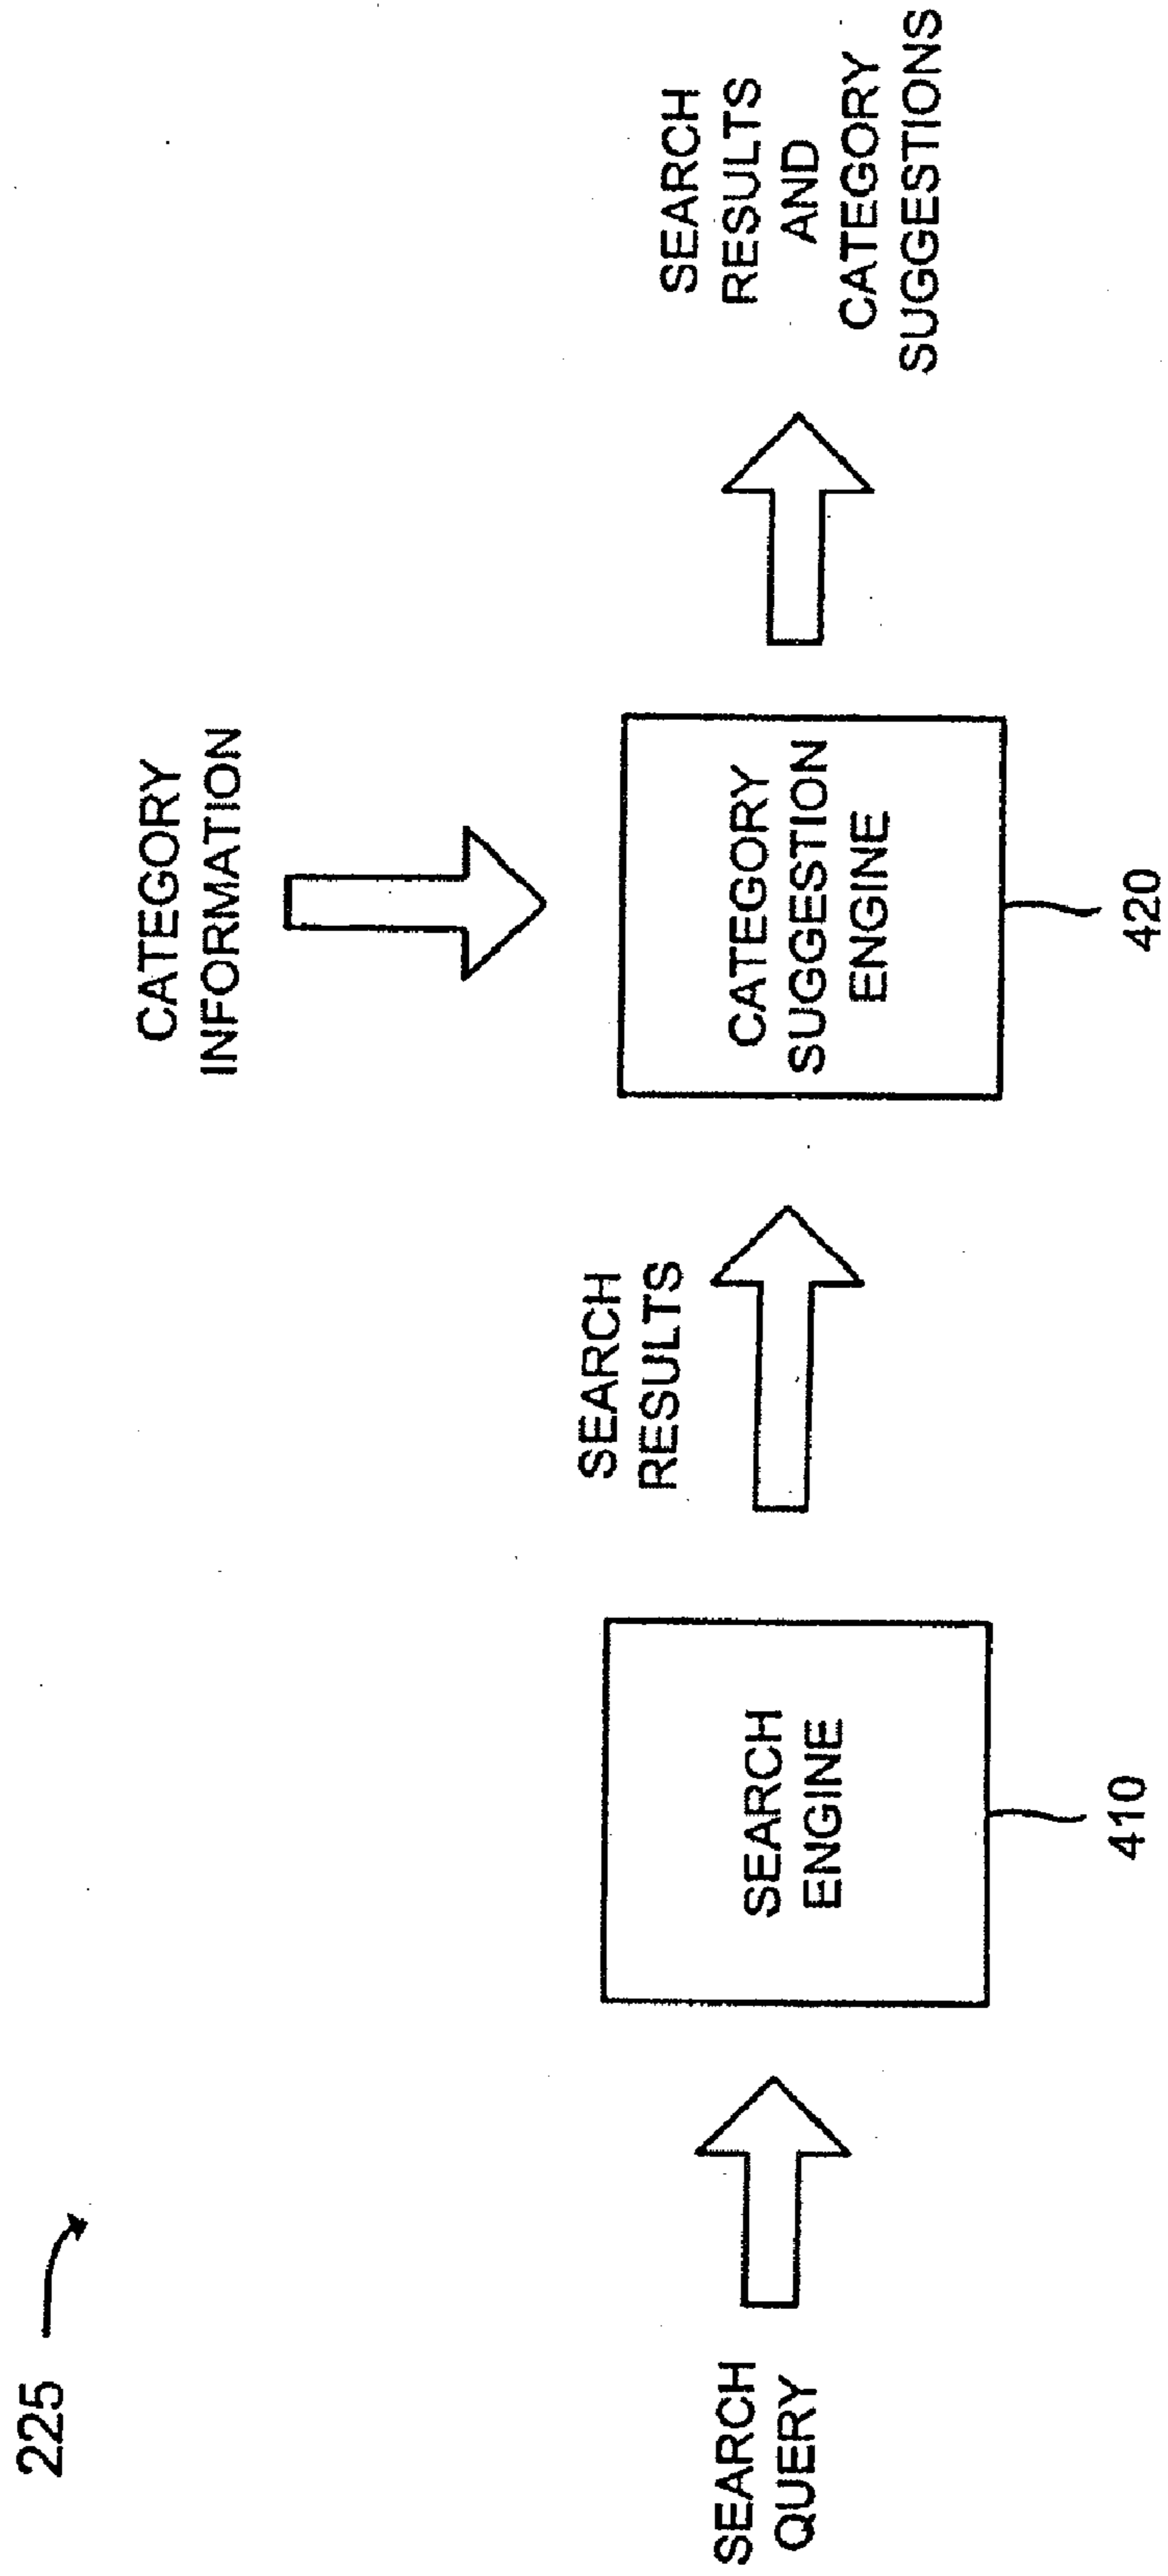 225
CATEGORY
INFORMATION
SEARCH
QUERY
SEARCH
ENGINE
410
SEARCH
RESULTS
CATEGORY
SUGGESTION
ENGINE
420
SEARCH
RESULTS
AND
CATEGORY
SUGGESTIONS